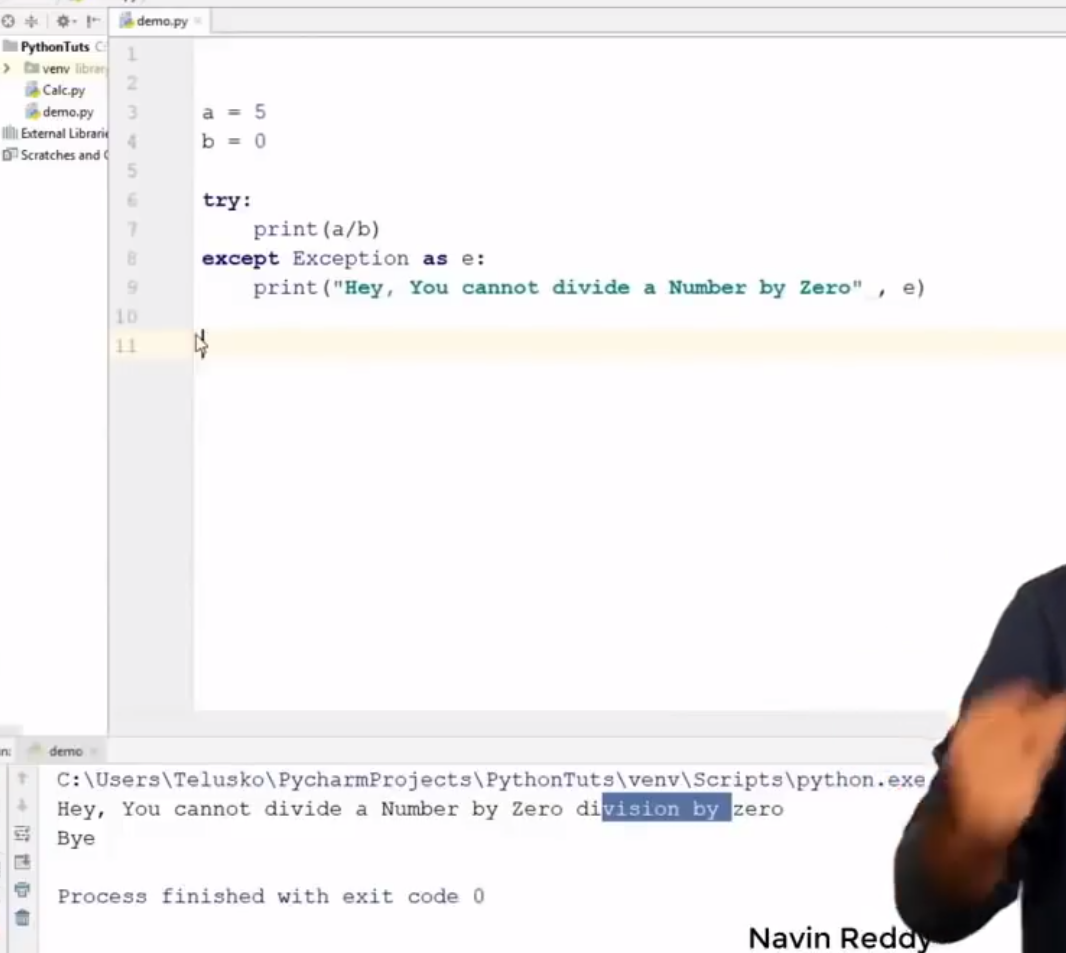 demo.py
PythonTuts C:
venv librar
Calc.py
demo.py
External Librarie
Scratches and C
1
2
3 a = 5
4 b = 0
5
6 try:
7 print(a/b)
8 except Exception as e:
9 print("Hey, You cannot divide a Number by Zero" , e)
10
11
n: demo
C:\Users\Telusko\PycharmProjects\PythonTuts\venv\Scripts\python.exe
Hey, You cannot divide a Number by Zero division by zero
Bye
Process finished with exit code 0
Navin Reddy